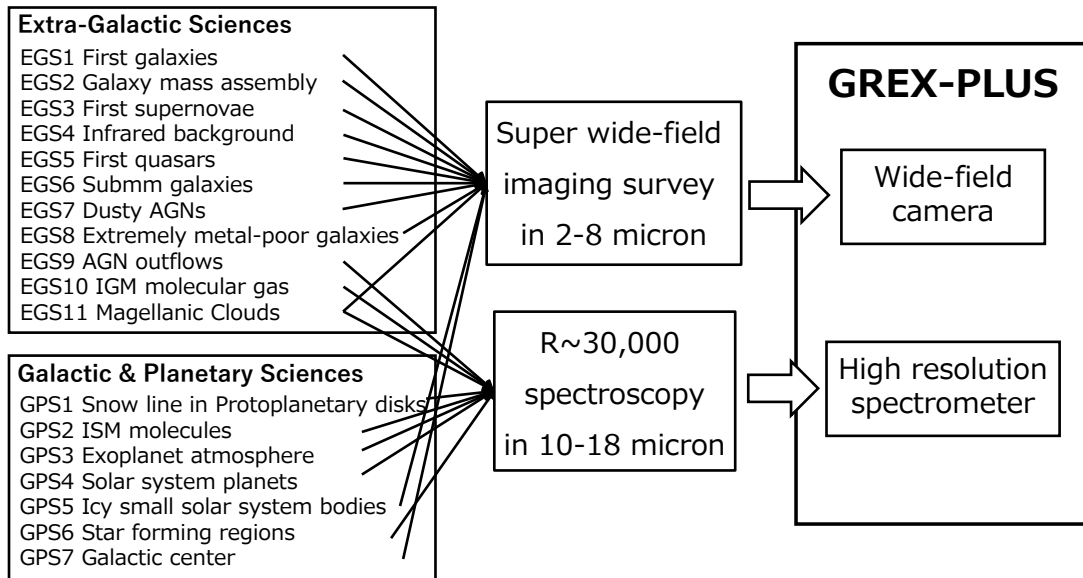 Extra-Galactic Sciences
EGS1 First galaxies
EGS2 Galaxy mass assembly
EGS3 First supernovae
EGS4 Infrared background
EGS5 First quasars
EGS6 Submm galaxies
EGS7 Dusty AGNs
EGS8 Extremely metal-poor galaxies
EGS9 AGN outflows
EGS10 IGM molecular gas
EGS11 Magellanic Clouds
Galactic & Planetary Sciences
GPS1 Snow line in Protoplanetary disks
GPS2 ISM molecules
GPS3 Exoplanet atmosphere
GPS4 Solar system planets
GPS5 Icy small solar system bodies
GPS6 Star forming regions
GPS7 Galactic center
Super wide-field
imaging survey
in 2-8 micron
R~30,000
spectroscopy
in 10-18 micron
GREX-PLUS
Wide-field
camera
High resolution
spectrometer